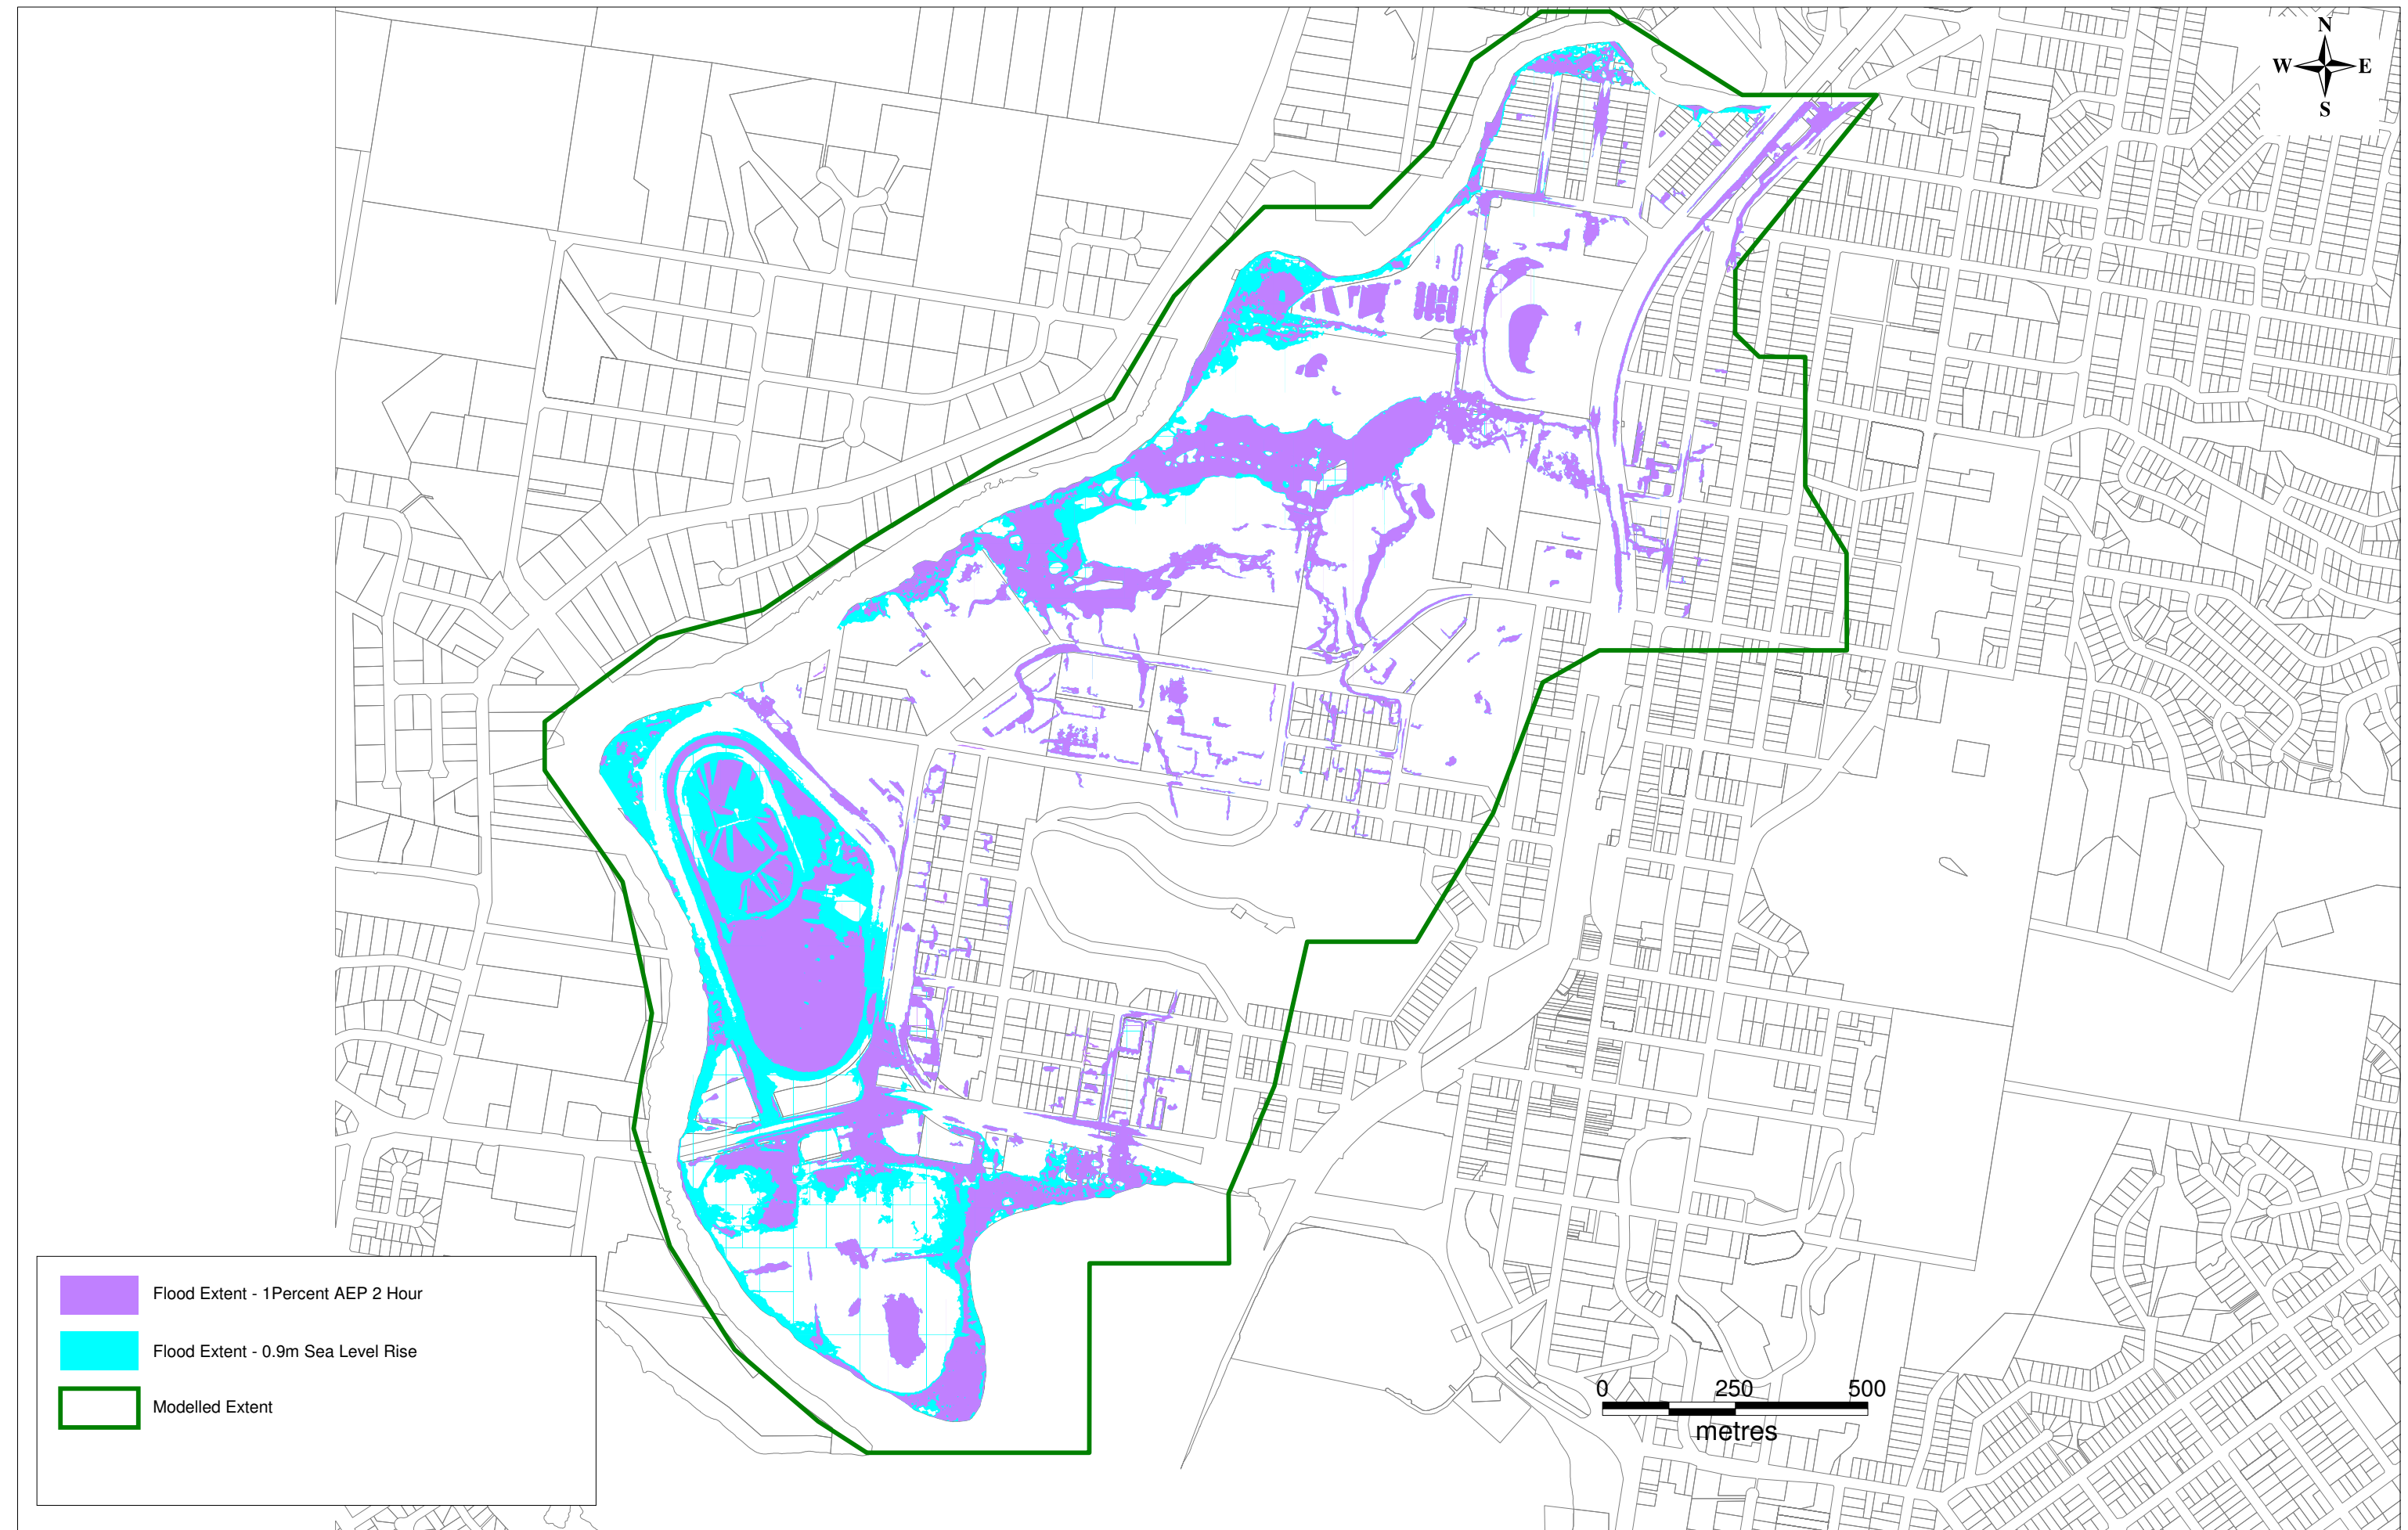 N
W E
S
Flood Extent - 1Percent AEP 2 Hour
Flood Extent - 0.9m Sea Level Rise
Modelled Extent
0 250 500
metres